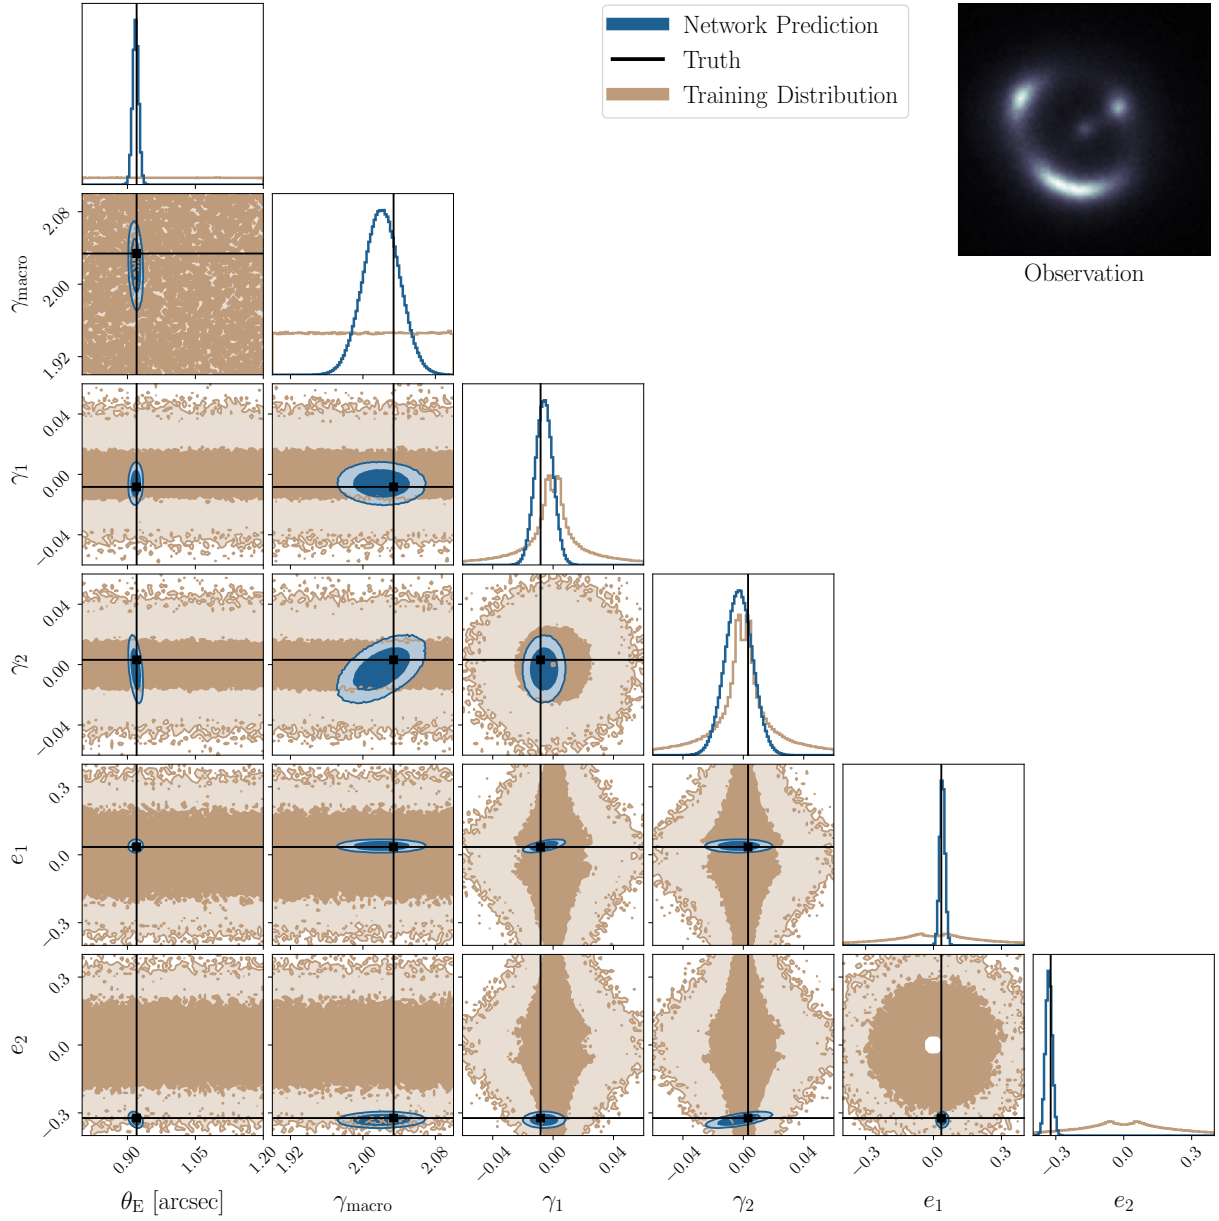 Network Prediction
Truth
Training Distribution
Observation
2.08
2.00
1.92
γmacro
0.04
0.00
−0.04
γ1
0.04
0.00
−0.04
γ2
0.3
0.0
−0.3
e1
0.3
0.0
−0.3
e2
0.90 1.05 1.20 1.92 2.00 2.08 −0.04 0.00 0.04 −0.04 0.00 0.04 −0.3 0.0 0.3 −0.3 0.0 0.3
θE [arcsec] γmacro γ1 γ2 e1 e2